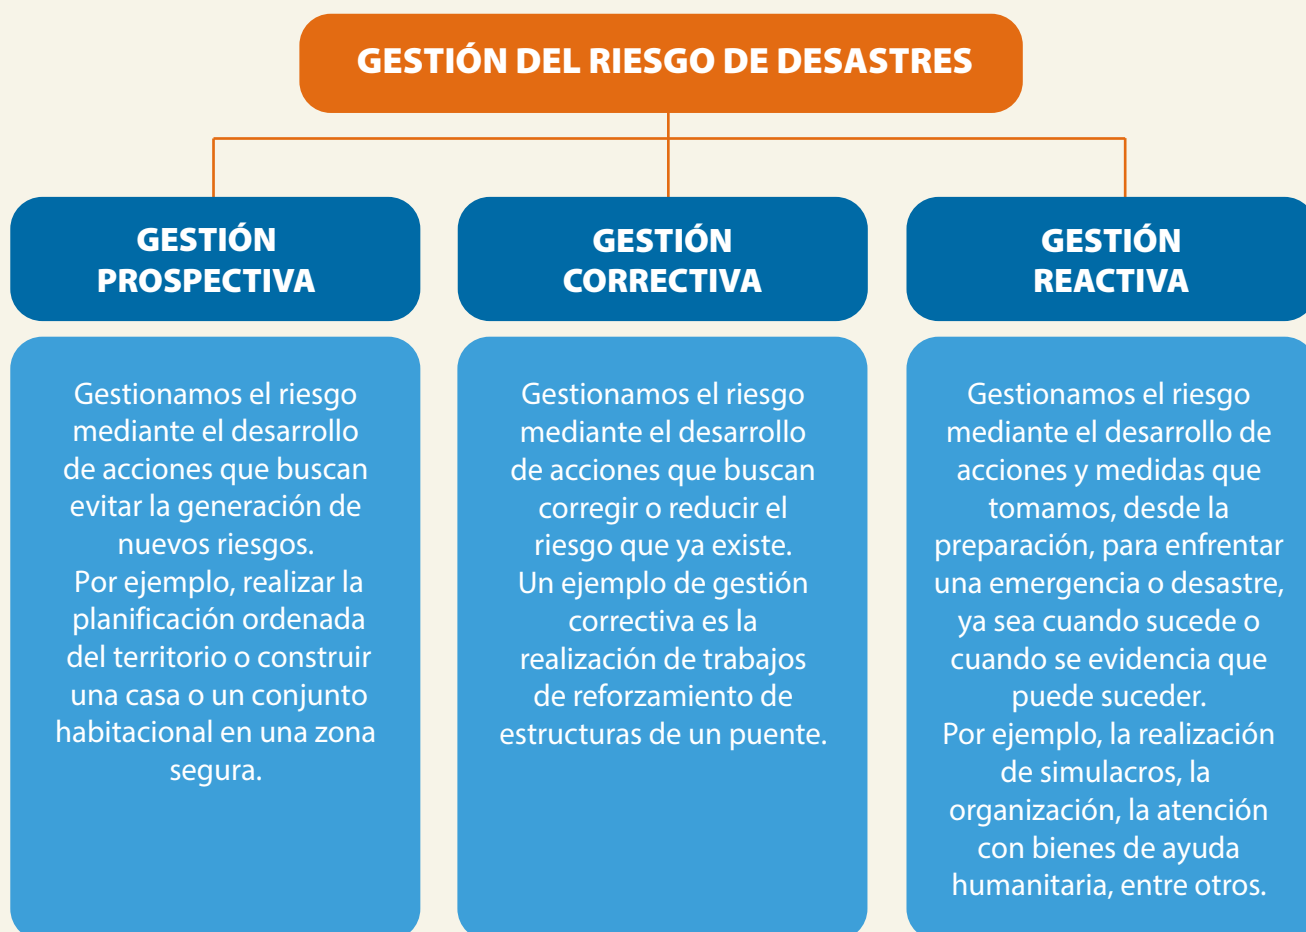 GESTIÓN DEL RIESGO DE DESASTRES
GESTIÓN
PROSPECTIVA
Gestionamos el riesgo
mediante el desarrollo
de acciones que buscan
evitar la generación de
nuevos riesgos.
Por ejemplo, realizar la
planificación ordenada
del territorio o construir
una casa o un conjunto
habitacional en una zona
segura.
GESTIÓN
CORRECTIVA
Gestionamos el riesgo
mediante el desarrollo
de acciones que buscan
corregir o reducir el
riesgo que ya existe.
Un ejemplo de gestión
correctiva es la
realización de trabajos
de reforzamiento de
estructuras de un puente.
GESTIÓN
REACTIVA
Gestionamos el riesgo
mediante el desarrollo de
acciones y medidas que
tomamos, desde la
preparación, para enfrentar
una emergencia o desastre,
ya sea cuando sucede o
cuando se evidencia que
puede suceder.
Por ejemplo, la realización
de simulacros, la
organización, la atención
con bienes de ayuda
humanitaria, entre otros.